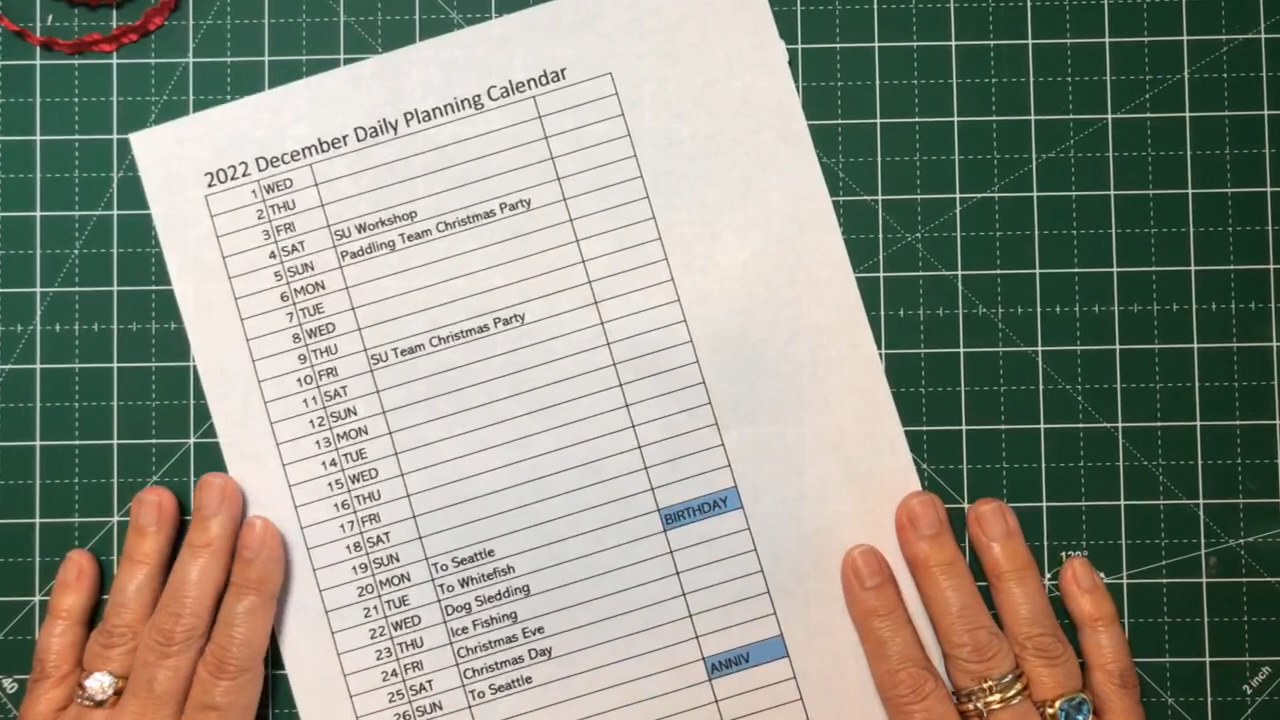 2022 December Daily Planning Calendar
1 WED
2 THU
3 FRI
4 SAT SU Workshop
5 SUN Paddling Team Christmas Party
6 MON
7 TUE
8 WED
9 THU
10 FRI SU Team Christmas Party
11 SAT
12 SUN
13 MON
14 TUE
15 WED
16 THU
17 FRI
18 SAT
19 SUN
20 MON To Seattle
21 TUE To Whitefish BIRTHDAY
22 WED Dog Sledding
23 THU Ice Fishing
24 FRI Christmas Eve
25 SAT Christmas Day
26 SUN To Seattle
ANNIV
120°
40
2 inch